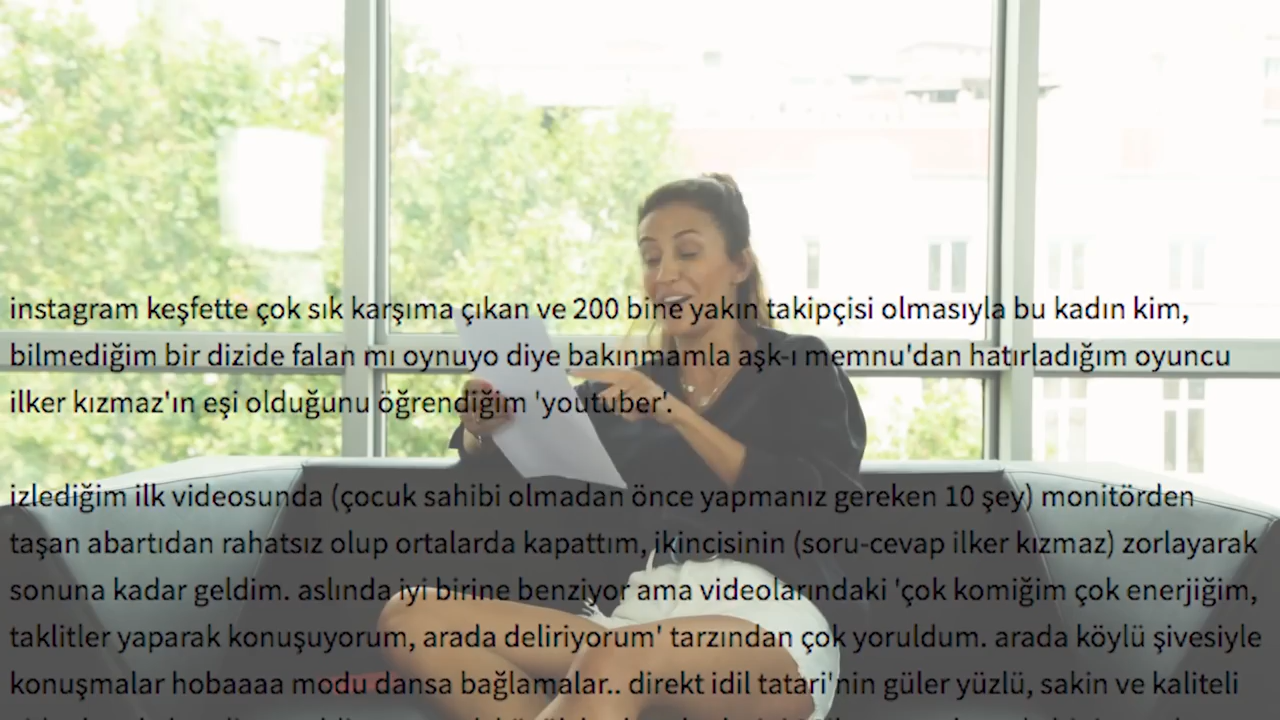 instagram keşfette çok sık karşıma çıkan ve 200 bine yakın takipçisi olmasıyla bu kadın kim,
bilmediğim bir dizide falan mı oynuyo diye bakınmamla aşk-ı memnu'dan hatırladığım oyuncu
ilker kızmaz'ın eşi olduğunu öğrendiğim 'youtuber'.
izlediğim ilk videosunda (çocuk sahibi olmadan önce yapmanız gereken 10 şey) monitörden
taşan abartıdan rahatsız olup ortalarda kapattım, ikincisinin (soru-cevap ilker kızmaz) zorlayarak
sonuna kadar geldim. aslında iyi birine benziyor ama videolarındaki 'çok komiğim çok enerjiğim,
taklitler yaparak konuşuyorum, arada deliriyorum' tarzından çok yoruldum. arada köylü şivesiyle
konuşmalar hobaaaa modu dansa bağlamalar.. direkt idil tatari'nin güler yüzlü, sakin ve kaliteli